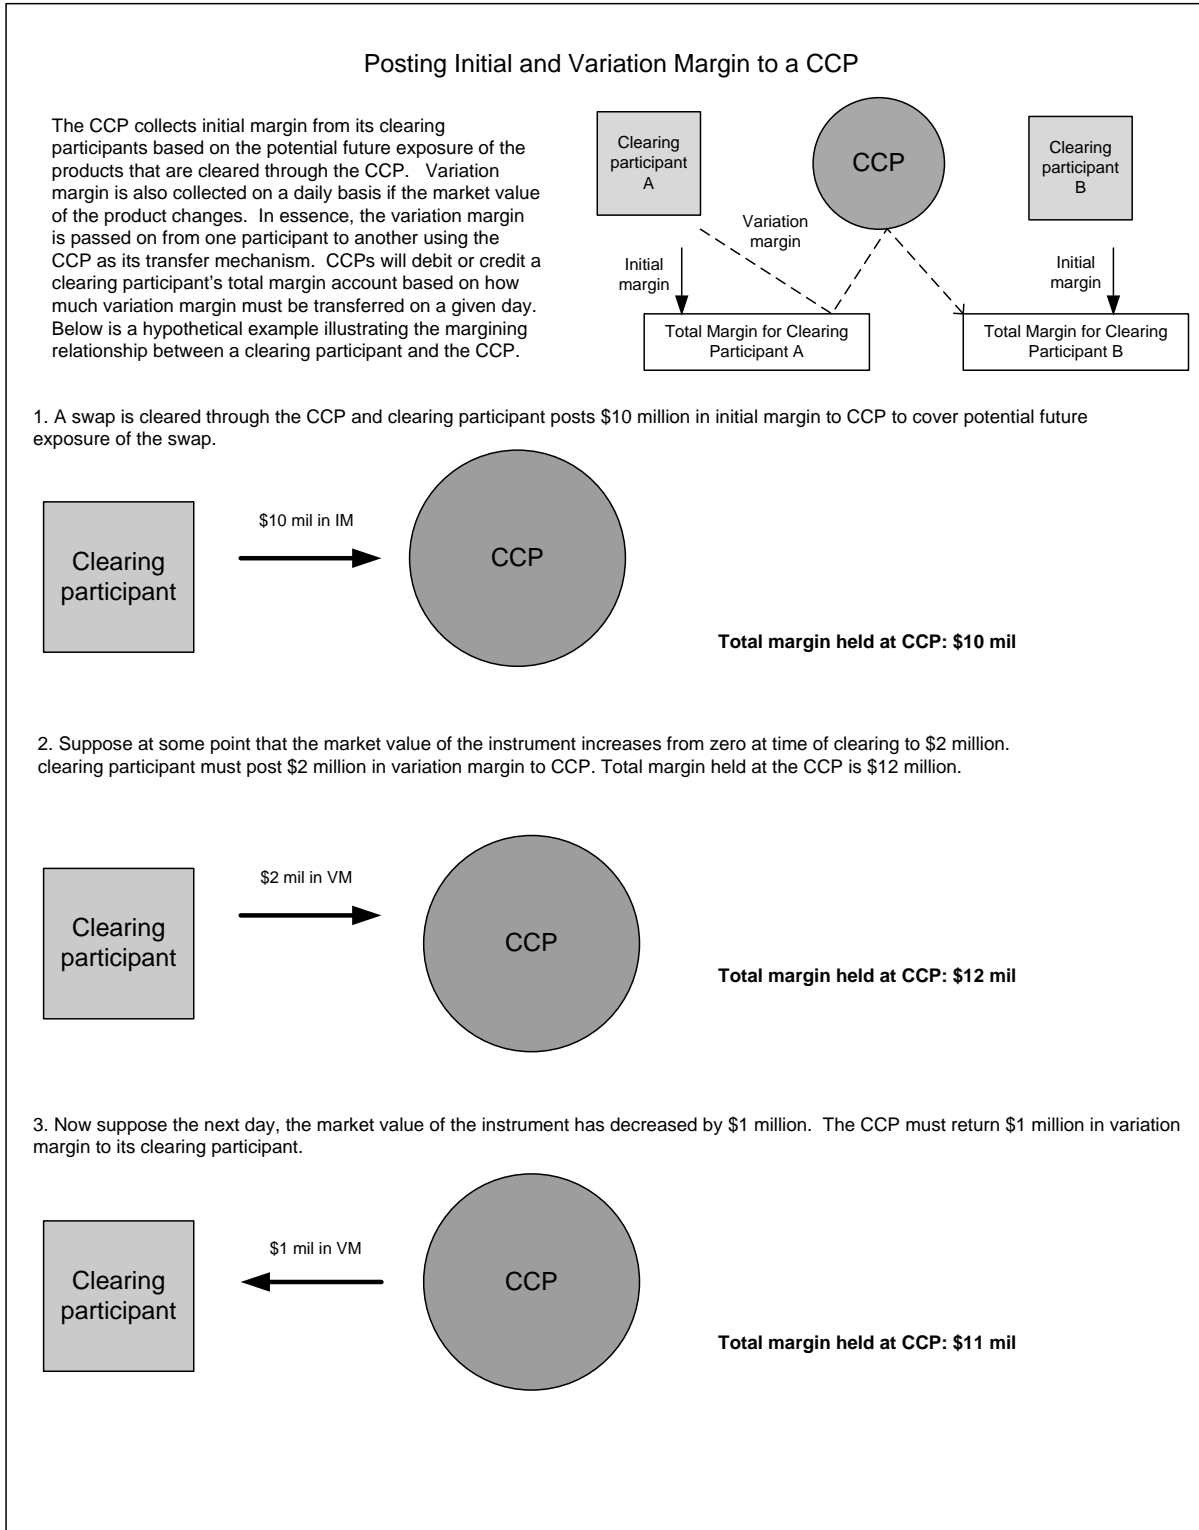 Posting Initial and Variation Margin to a CCP
The CCP collects initial margin from its clearing
participants based on the potential future exposure of the
products that are cleared through the CCP.   Variation
margin is also collected on a daily basis if the market value
of the product changes.  In essence, the variation margin
is passed on from one participant to another using the
CCP as its transfer mechanism.  CCPs will debit or credit a
clearing participant's total margin account based on how
much variation margin must be transferred on a given day.
Below is a hypothetical example illustrating the margining
relationship between a clearing participant and the CCP.
Clearing
participant
A
CCP
Clearing
participant
B
Variation
margin
Initial
margin
Initial
margin
Total Margin for Clearing
Participant A
Total Margin for Clearing
Participant B
1. A swap is cleared through the CCP and clearing participant posts $10 million in initial margin to CCP to cover potential future
exposure of the swap.
Clearing
participant
$10 mil in IM
CCP
Total margin held at CCP: $10 mil
2. Suppose at some point that the market value of the instrument increases from zero at time of clearing to $2 million.
clearing participant must post $2 million in variation margin to CCP. Total margin held at the CCP is $12 million.
Clearing
participant
$2 mil in VM
CCP
Total margin held at CCP: $12 mil
3. Now suppose the next day, the market value of the instrument has decreased by $1 million.  The CCP must return $1 million in variation
margin to its clearing participant.
Clearing
participant
$1 mil in VM
CCP
Total margin held at CCP: $11 mil